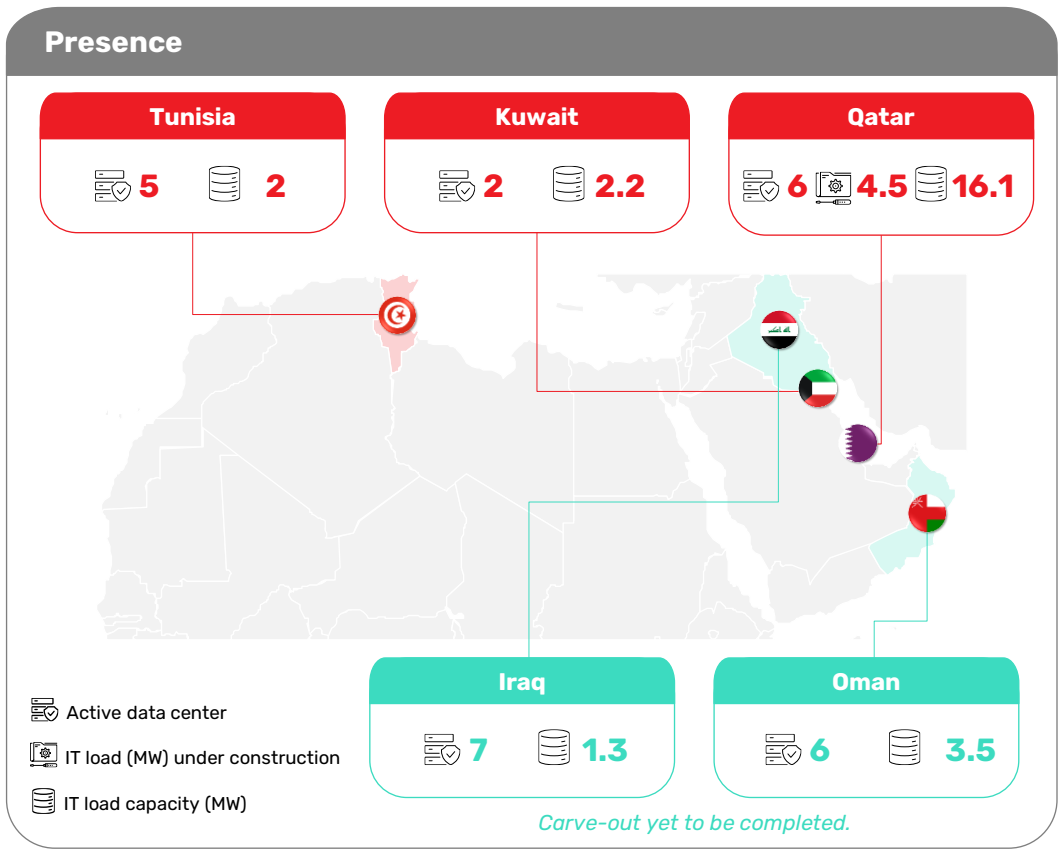 Presence
Tunisia
5 2
Kuwait
2 2.2
Qatar
6 4.5 16.1
Iraq
7 1.3
Oman
6 3.5
Active data center
IT load (MW) under construction
IT load capacity (MW)
Carve-out yet to be completed.